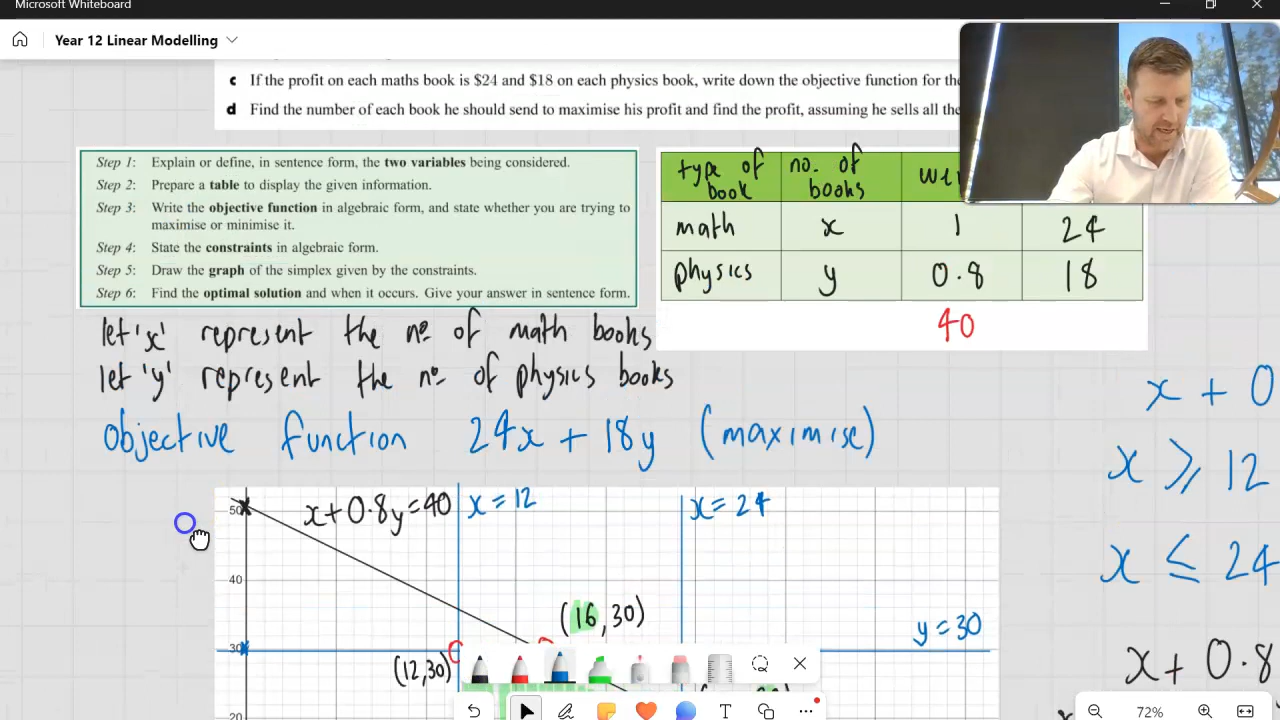 Microsoft Whiteboard
Year 12 Linear Modelling
c If the profit on each maths book is $24 and $18 on each physics book, write down the objective function for the
d Find the number of each book he should send to maximise his profit and find the profit, assuming he sells all the
Step 1: Explain or define, in sentence form, the two variables being considered.
Step 2: Prepare a table to display the given information.
Step 3: Write the objective function in algebraic form, and state whether you are trying to
maximise or minimise it.
Step 4: State the constraints in algebraic form.
Step 5: Draw the graph of the simplex given by the constraints.
Step 6: Find the optimal solution and when it occurs. Give your answer in sentence form.
type of book no. of books
math x 1 24
physics y 0.8 18
40
let 'x' represent the nº of math books
let 'y' represent the nº of physics books
objective function 24x + 18y (maximise)
x + 0
x ≥ 12
x ≤ 24
x + 0.8
50 x+0.8y=40 x=12 x=24
40
(16,30)
y=30
30
(12,30)
20
72%